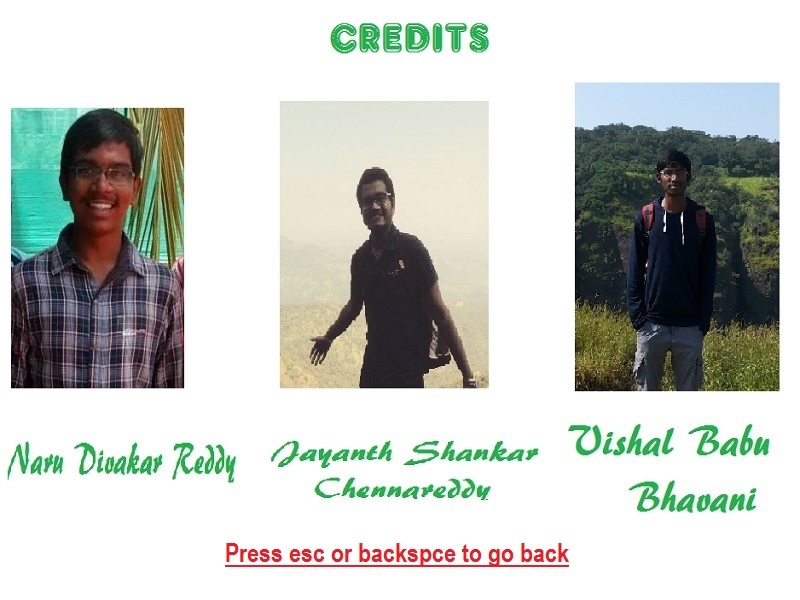 CREDITS
Naru Divakar Reddy
Jayanth Shankar
Chennareddy
Vishal Babu
Bhavani
Press esc or backspce to go back